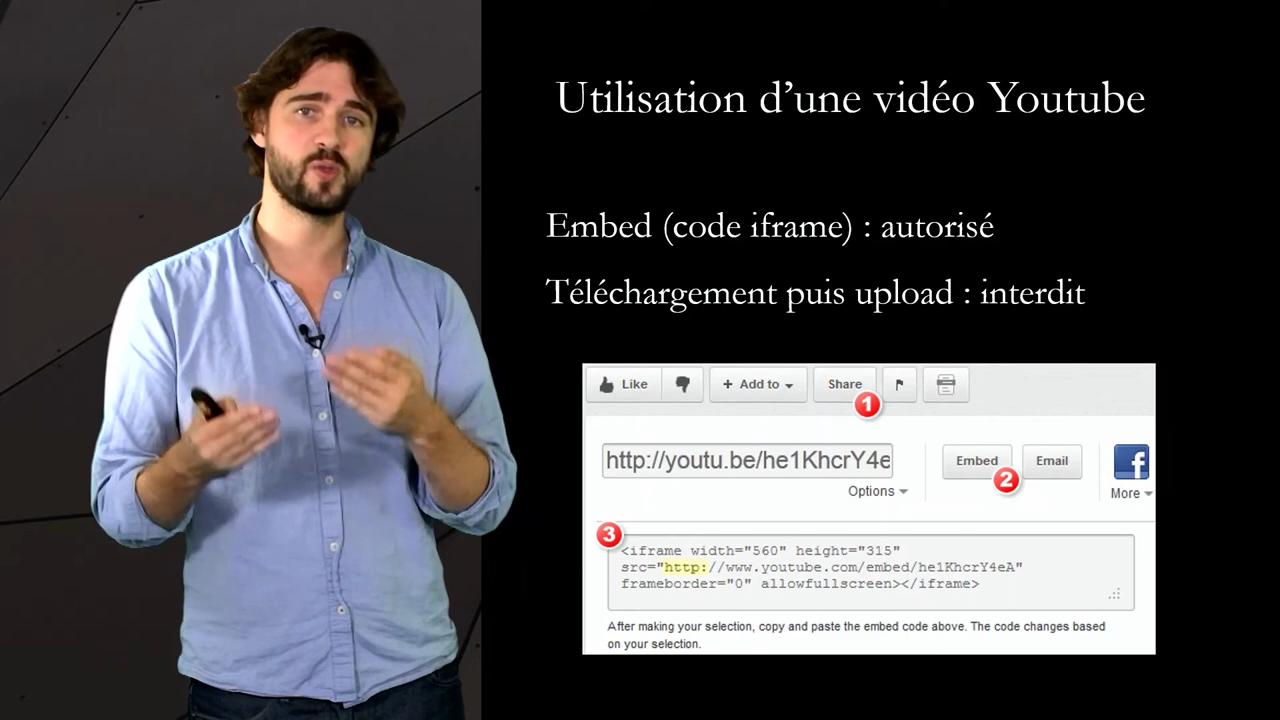 Utilisation d’une vidéo Youtube
Embed (code iframe) : autorisé
Téléchargement puis upload : interdit
Like
+ Add to
Share
1
http://youtu.be/he1KhcrY4e
Embed
Email
f
2
Options
More
3
<iframe width="560" height="315"
src="http://www.youtube.com/embed/he1KhcrY4eA"
frameborder="0" allowfullscreen></iframe>
After making your selection, copy and paste the embed code above. The code changes based
on your selection.